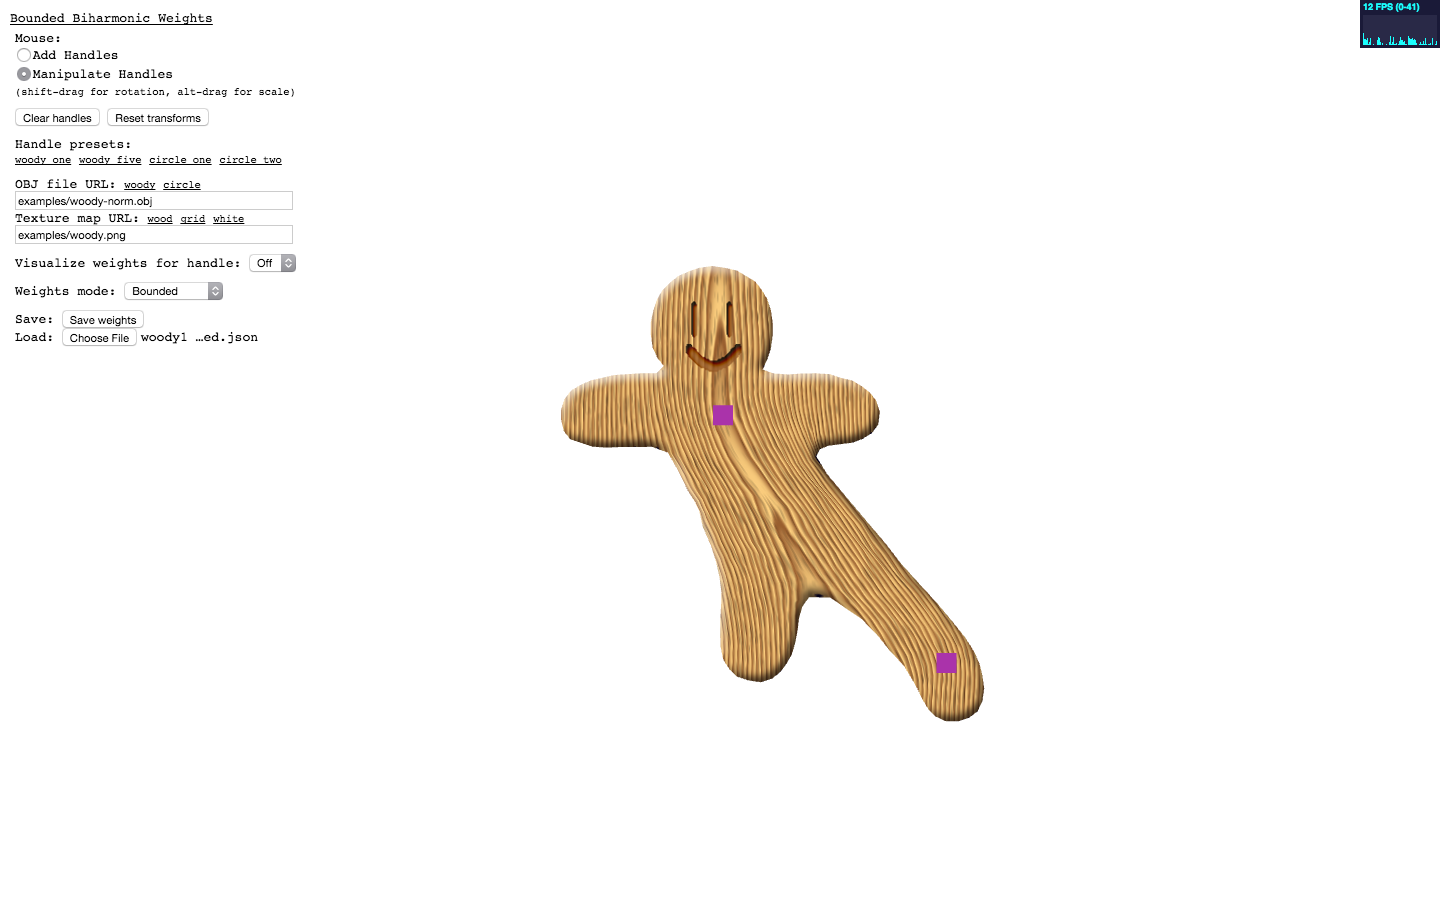 Bounded Biharmonic Weights
12 FPS (0-41)
Mouse:
Add Handles
Manipulate Handles
(shift-drag for rotation, alt-drag for scale)
Clear handles Reset transforms
Handle presets:
woody one woody five circle one circle two
OBJ file URL: woody circle
examples/woody-norm.obj
Texture map URL: wood grid white
examples/woody.png
Visualize weights for handle: Off
Weights mode: Bounded
Save: Save weights
Load: Choose File woody1 …ed.json